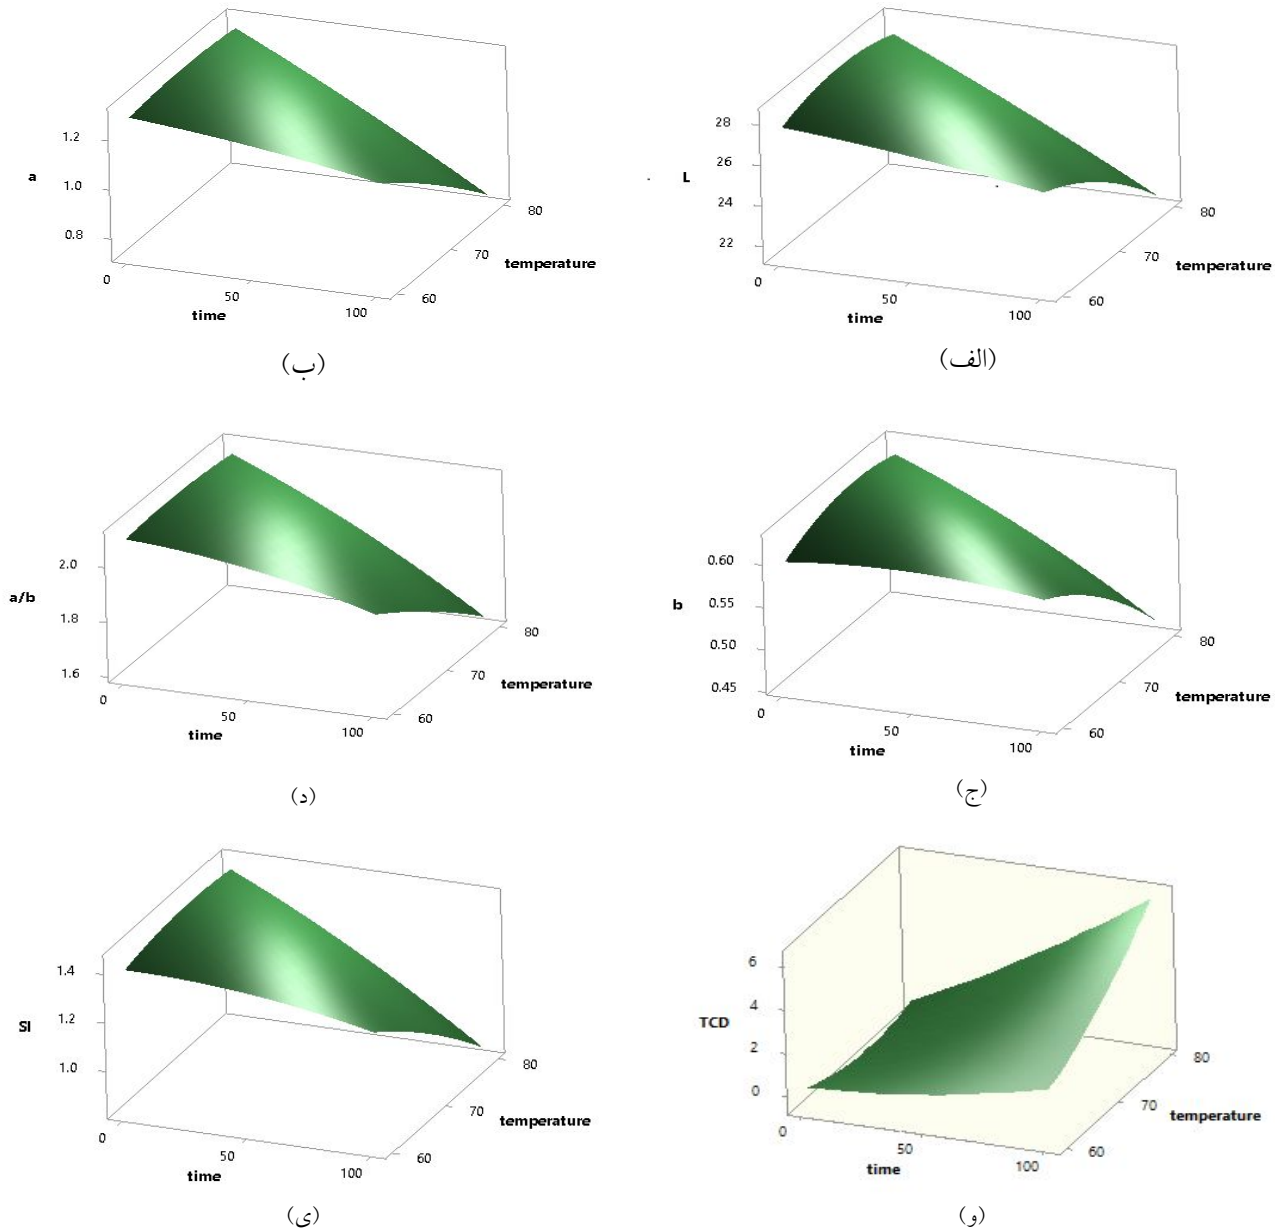 1.2
1.0
0.8
a
0
50
100
time
60
70
80
temperature
(ب)
28
26
24
22
L
0
50
100
time
60
70
80
temperature
(الف)
2.0
1.8
1.6
a/b
0
50
100
time
60
70
80
temperature
(د)
0.60
0.55
0.50
0.45
b
0
50
100
time
60
70
80
temperature
(ج)
1.4
1.2
1.0
SI
0
50
100
time
60
70
80
temperature
(ی)
6
4
2
0
TCD
0
50
100
time
60
70
80
temperature
(و)